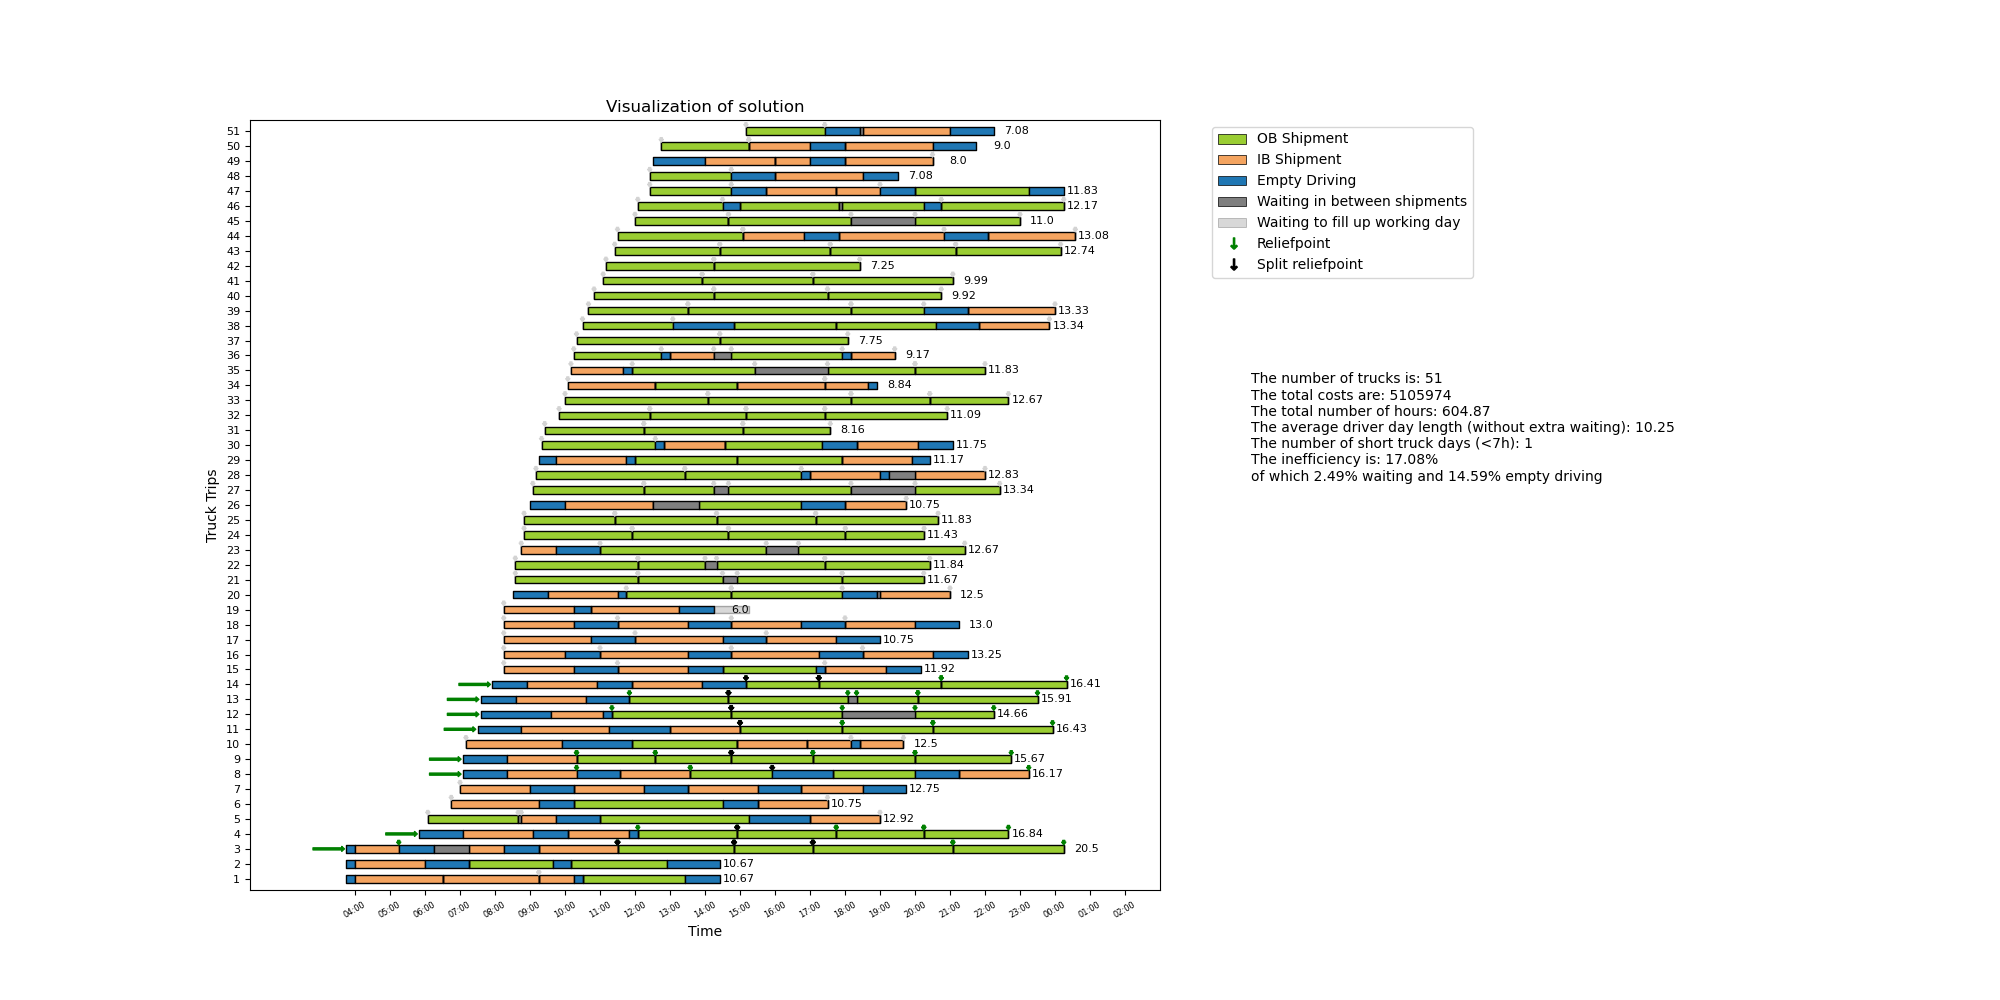 Visualization of solution
51 7.08
50 9.0
49 8.0
48 7.08
47 11.83
46 12.17
45 11.0
44 13.08
43 12.74
42 7.25
41 9.99
40 9.92
39 13.33
38 13.34
37 7.75
36 9.17
35 11.83
34 8.84
33 12.67
32 11.09
31 8.16
30 11.75
29 11.17
28 12.83
27 13.34
26 10.75
25 11.83
24 11.43
23 12.67
22 11.84
21 11.67
20 12.5
19 6.0
18 13.0
17 10.75
16 13.25
15 11.92
14 16.41
13 15.91
12 14.66
11 16.43
10 12.5
9 15.67
8 16.17
7 12.75
6 10.75
5 12.92
4 16.84
3 20.5
2 10.67
1 10.67
Truck Trips
04:00 05:00 06:00 07:00 08:00 09:00 10:00 11:00 12:00 13:00 14:00 15:00 16:00 17:00 18:00 19:00 20:00 21:00 22:00 23:00 00:00 01:00 02:00
Time
OB Shipment
IB Shipment
Empty Driving
Waiting in between shipments
Waiting to fill up working day
Reliefpoint
Split reliefpoint
The number of trucks is: 51
The total costs are: 5105974
The total number of hours: 604.87
The average driver day length (without extra waiting): 10.25
The number of short truck days (<7h): 1
The inefficiency is: 17.08%
of which 2.49% waiting and 14.59% empty driving